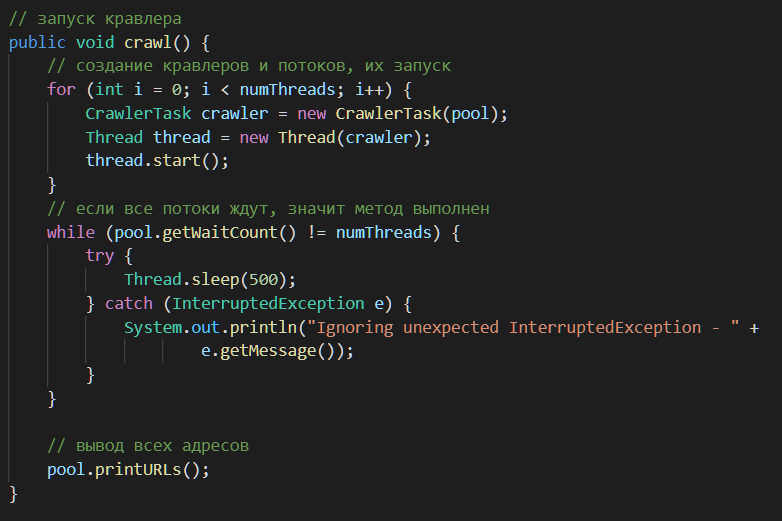 // запуск кравлера
public void crawl() {
    // создание кравлеров и потоков, их запуск
    for (int i = 0; i < numThreads; i++) {
        CrawlerTask crawler = new CrawlerTask(pool);
        Thread thread = new Thread(crawler);
        thread.start();
    }
    // если все потоки ждут, значит метод выполнен
    while (pool.getWaitCount() != numThreads) {
        try {
            Thread.sleep(500);
        } catch (InterruptedException e) {
            System.out.println("Ignoring unexpected InterruptedException - " +
                    e.getMessage());
        }
    }

    // вывод всех адресов
    pool.printURLs();
}